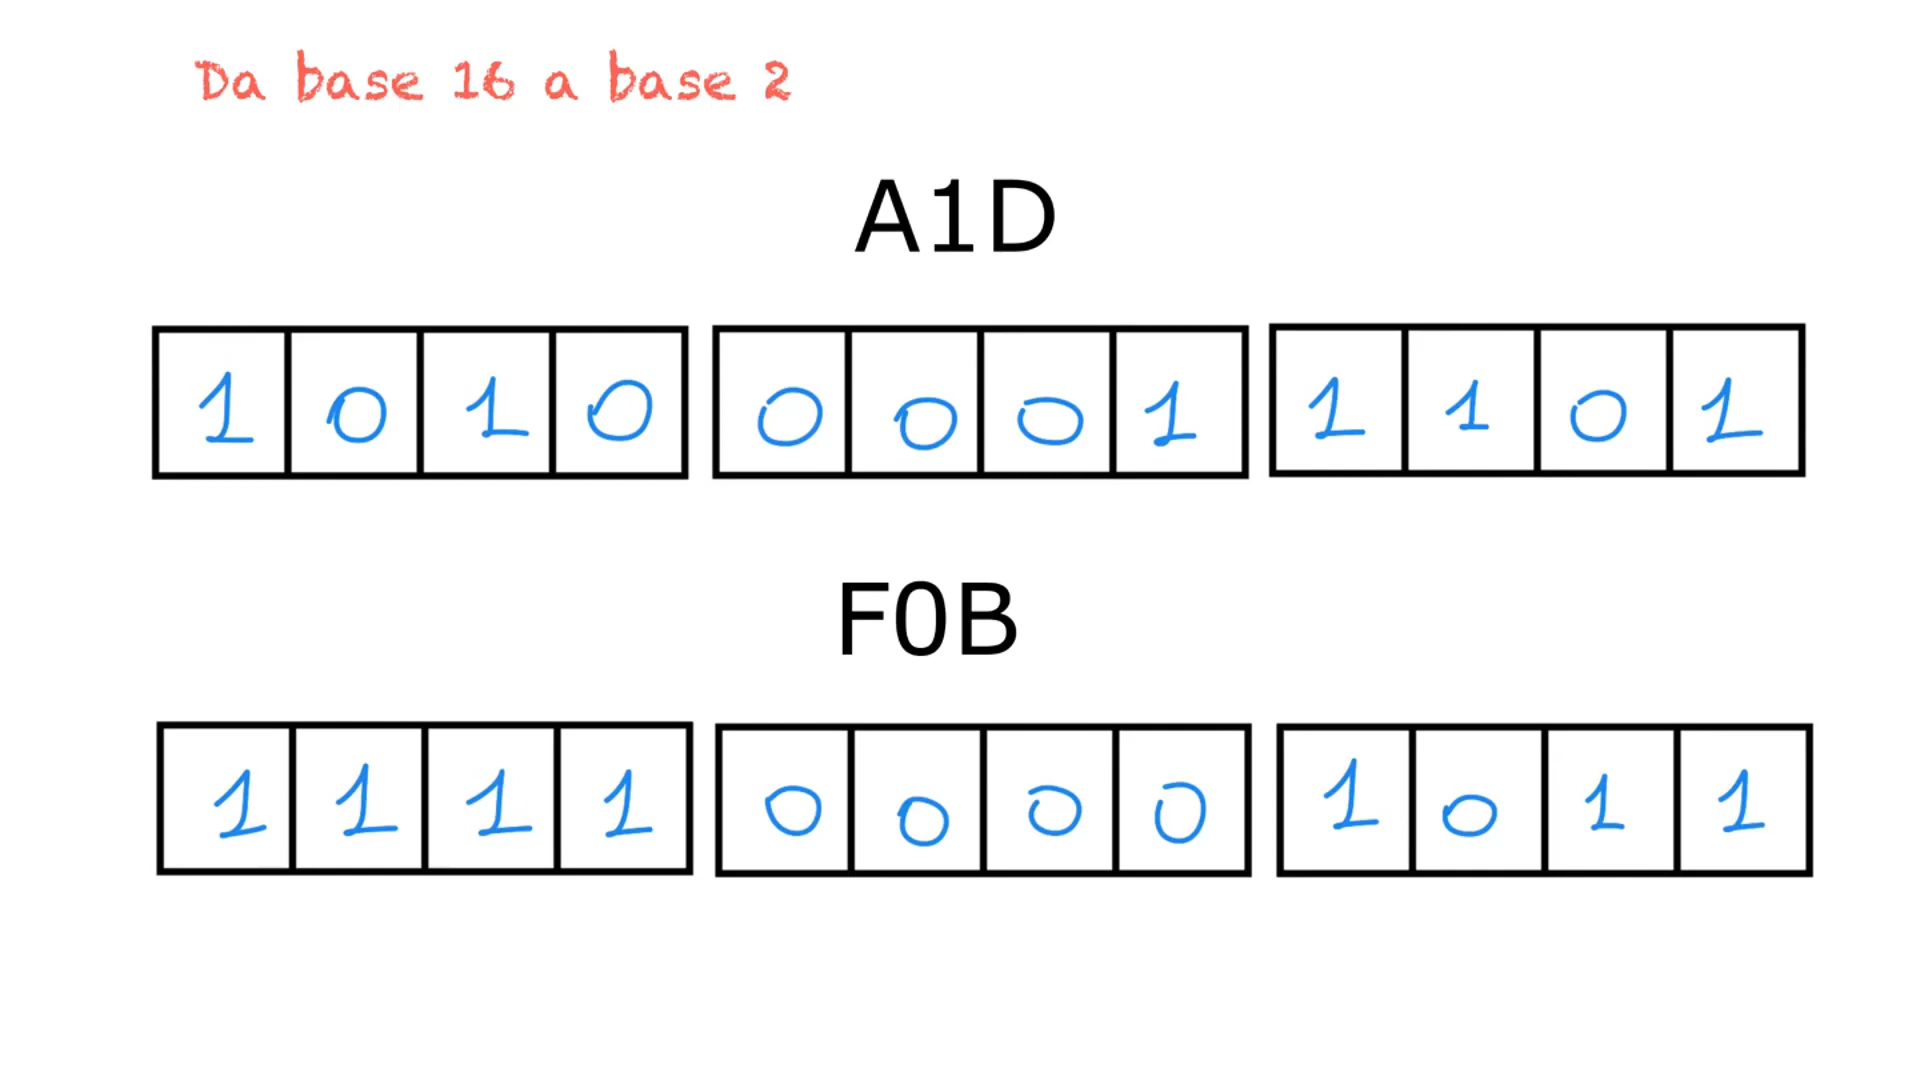 Da base 16 a base 2
A1D
1 0 1 0 0 0 0 1 1 1 0 1
F0B
1 1 1 1 0 0 0 0 1 0 1 1